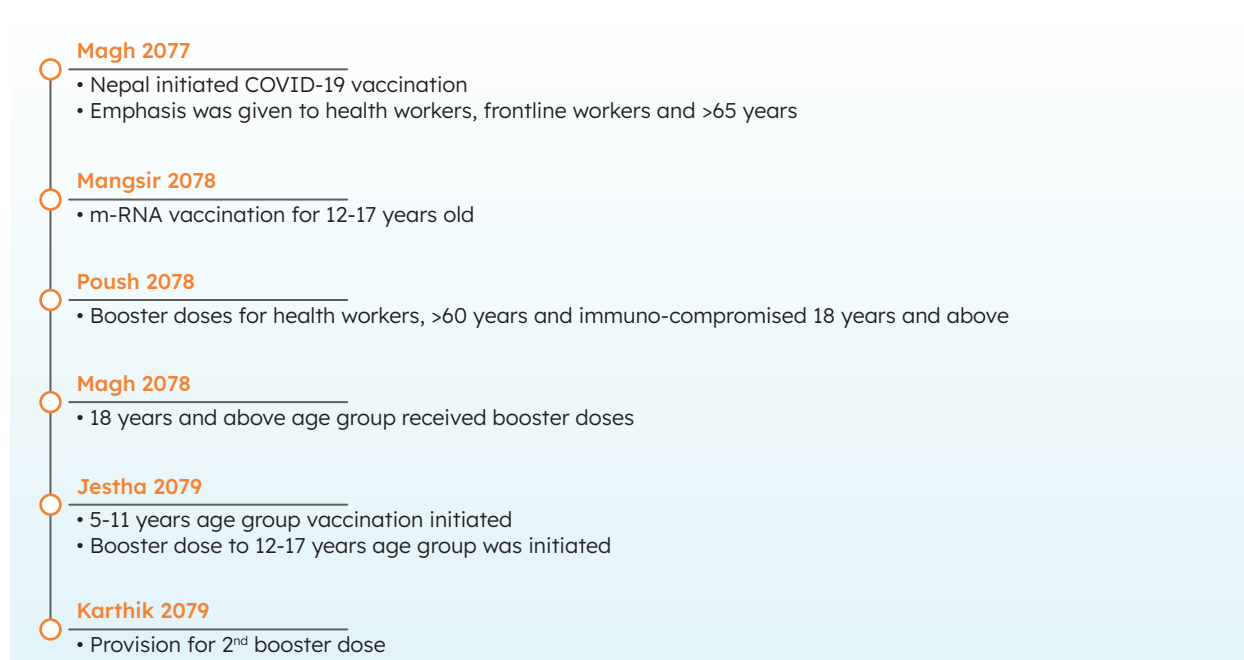 Magh 2077
• Nepal initiated COVID-19 vaccination
• Emphasis was given to health workers, frontline workers and >65 years
Mangsir 2078
• m-RNA vaccination for 12-17 years old
Poush 2078
• Booster doses for health workers, >60 years and immuno-compromised 18 years and above
Magh 2078
• 18 years and above age group received booster doses
Jestha 2079
• 5-11 years age group vaccination initiated
• Booster dose to 12-17 years age group was initiated
Karthik 2079
• Provision for 2nd booster dose